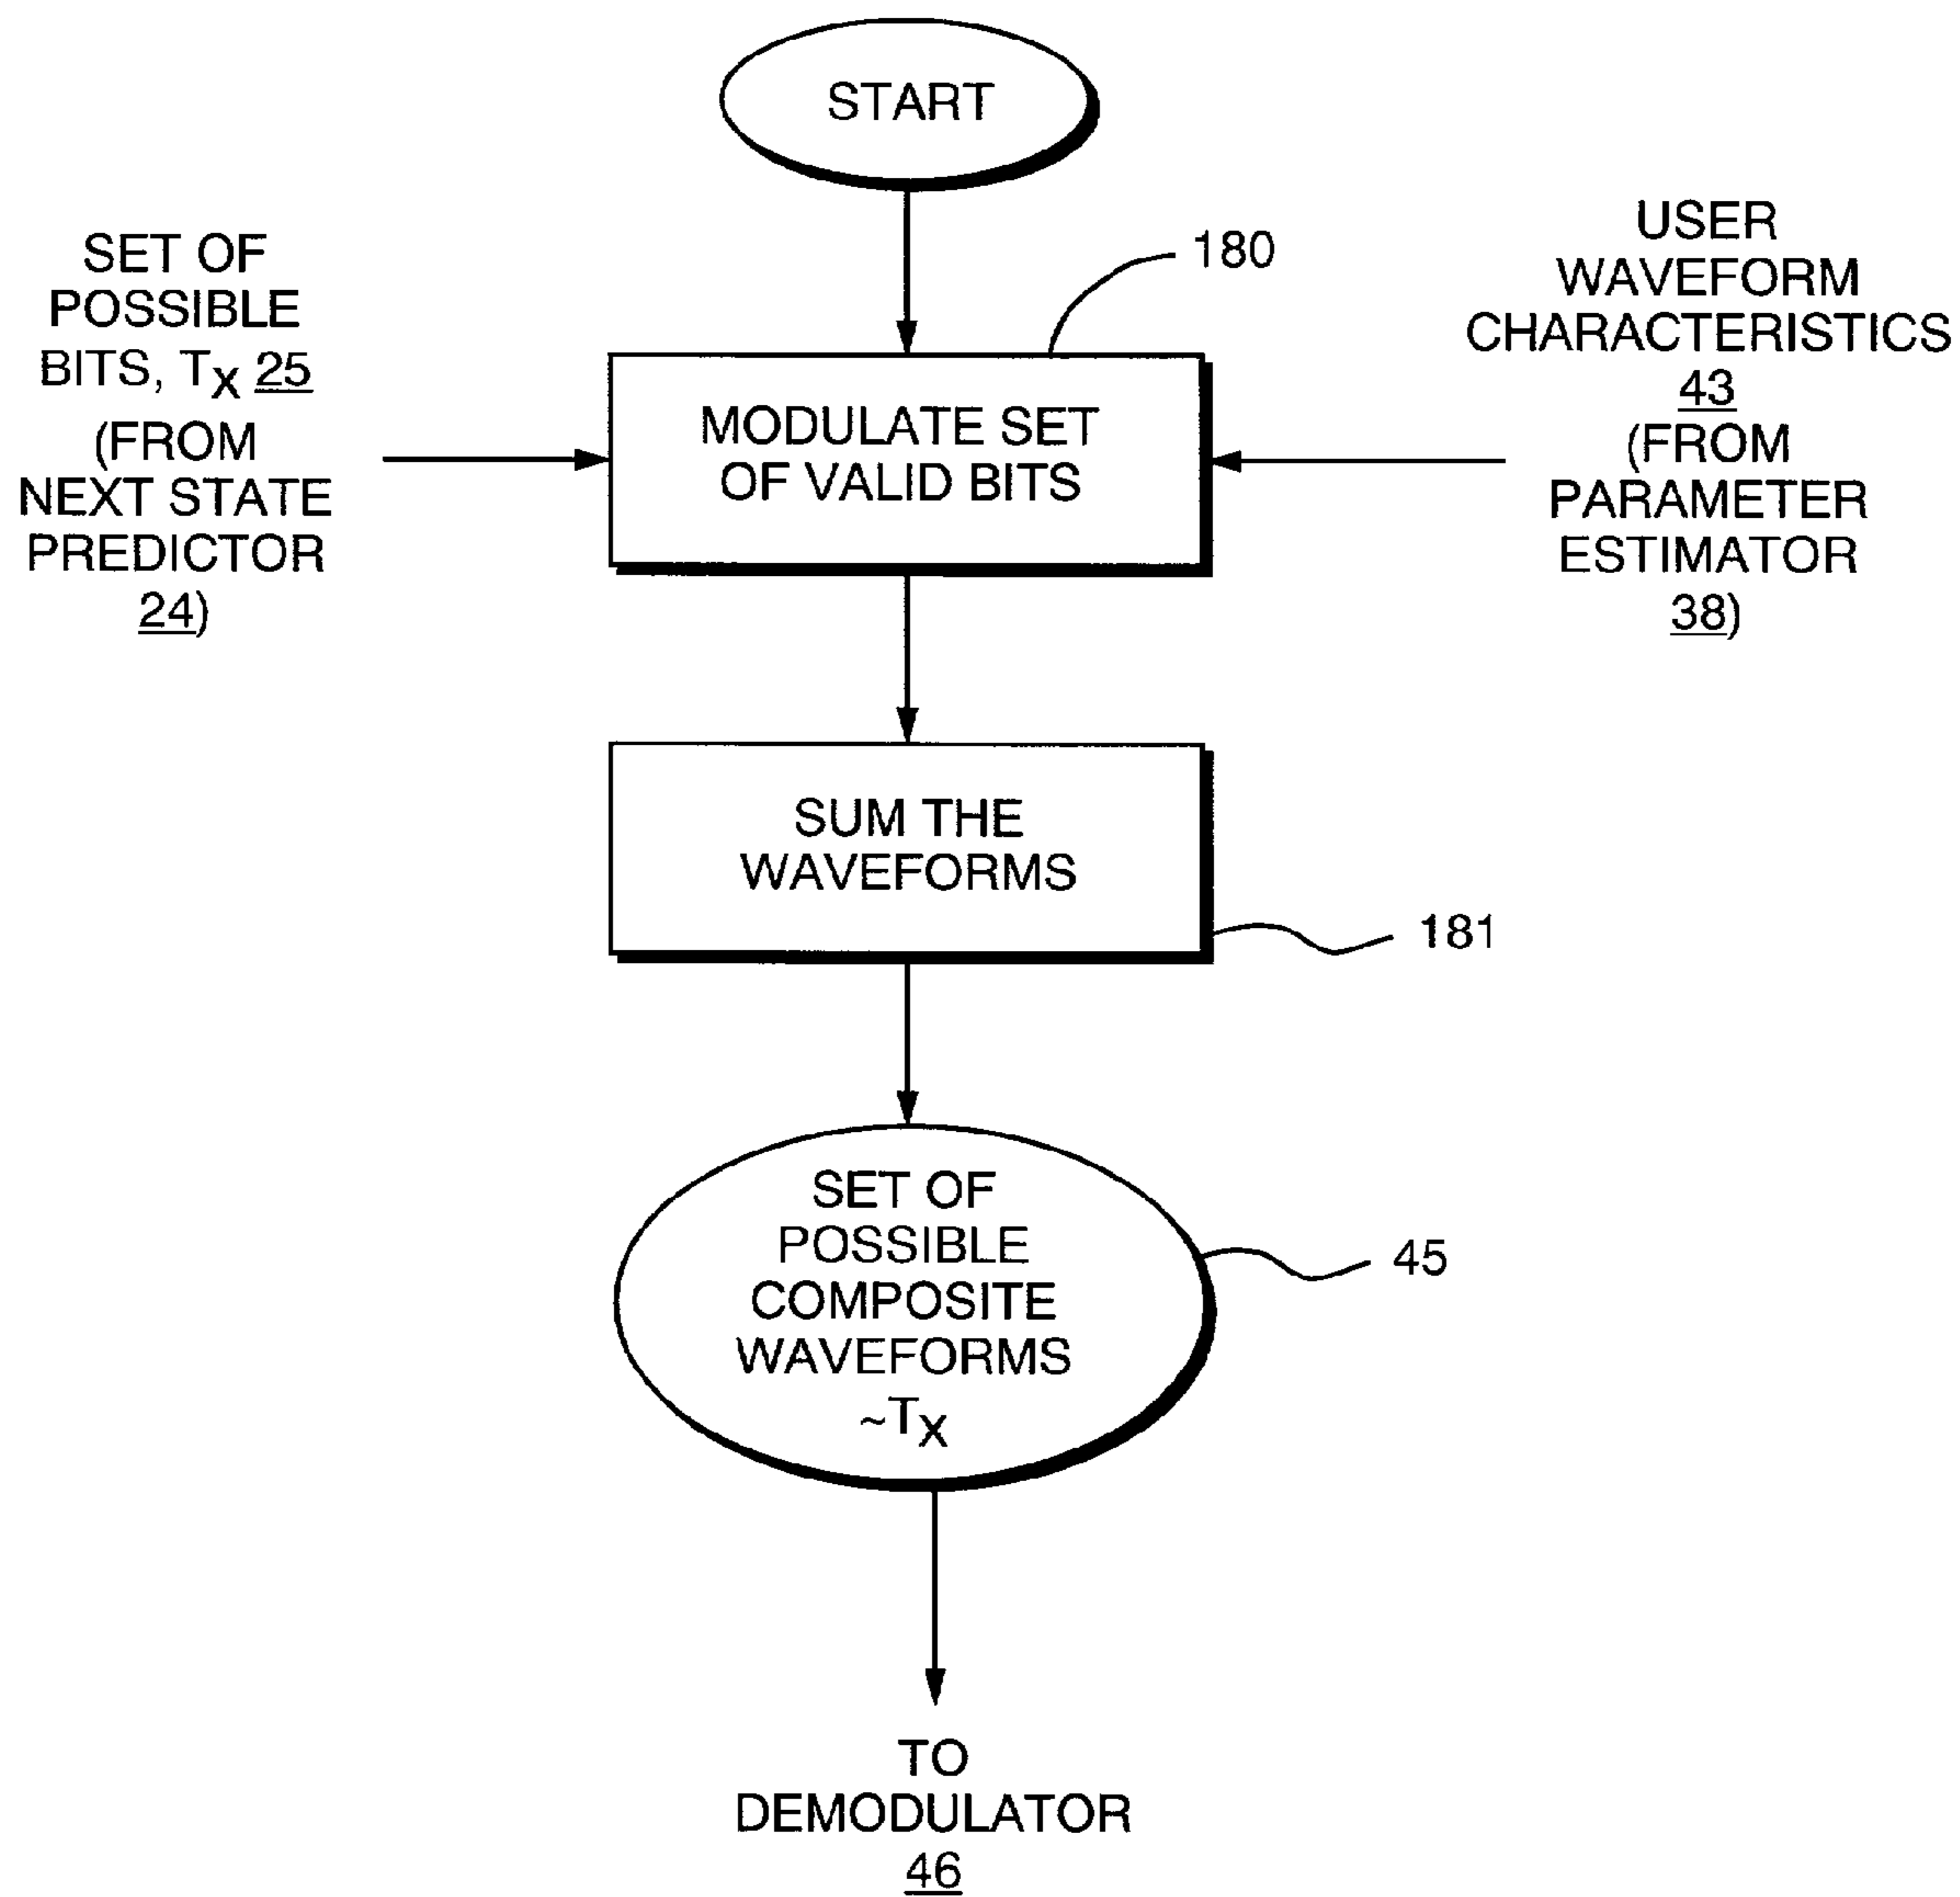 START
180
SET OF
POSSIBLE
BITS, TX 25
(FROM
NEXT STATE
PREDICTOR
24)
MODULATE SET
OF VALID BITS
USER
WAVEFORM
CHARACTERISTICS
43
(FROM
PARAMETER
ESTIMATOR
38)
SUM THE
WAVEFORMS
181
SET OF
POSSIBLE
COMPOSITE
WAVEFORMS
~TX
45
TO
DEMODULATOR
46